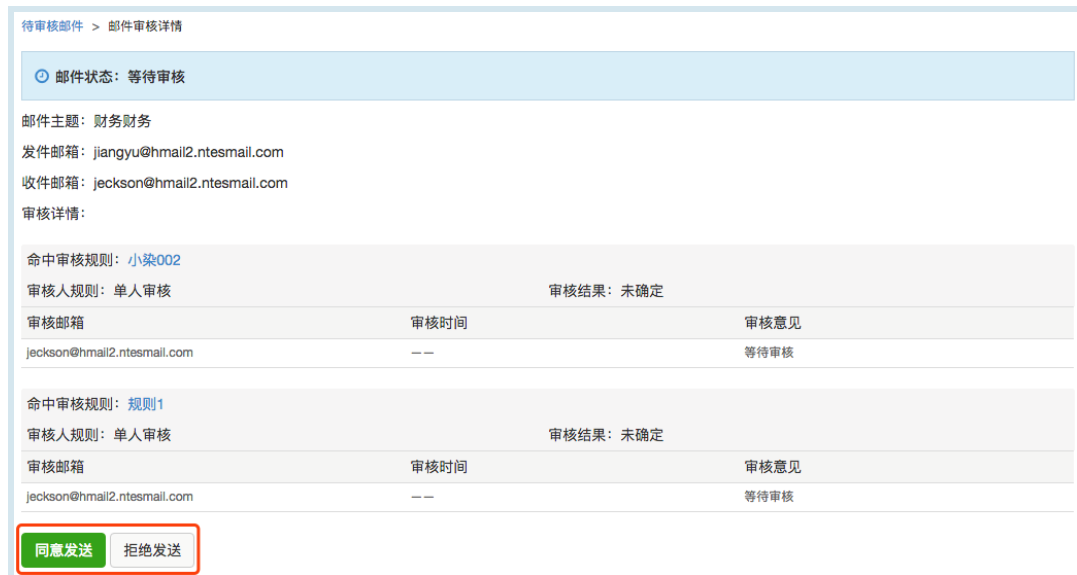 待审核邮件 > 邮件审核详情
邮件状态：等待审核
邮件主题：财务财务
发件邮箱：jiangyu@hmail2.ntesmail.com
收件邮箱：jeckson@hmail2.ntesmail.com
审核详情：
命中审核规则：小染002
审核人规则：单人审核 审核结果：未确定
审核邮箱 审核时间 审核意见
jeckson@hmail2.ntesmail.com —— 等待审核
命中审核规则：规则1
审核人规则：单人审核 审核结果：未确定
审核邮箱 审核时间 审核意见
jeckson@hmail2.ntesmail.com —— 等待审核
同意发送 拒绝发送